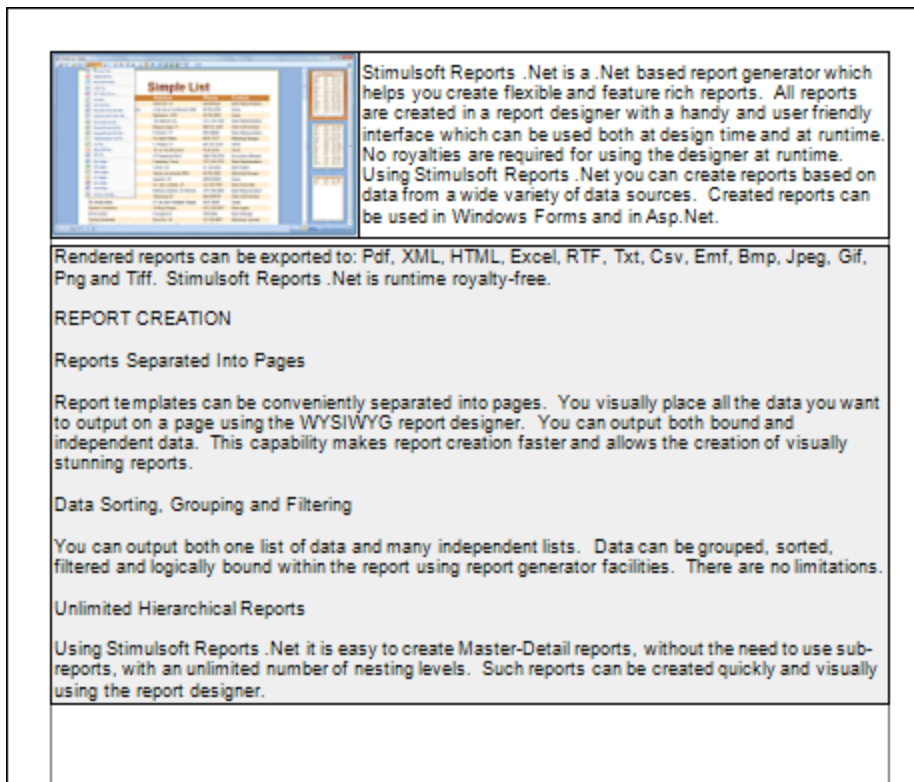 Simple List
Stimulsoft Reports .Net is a .Net based report generator which
helps you create flexible and feature rich reports.  All reports
are created in a report designer with a handy and user friendly
interface which can be used both at design time and at runtime.
No royalties are required for using the designer at runtime.
Using Stimulsoft Reports .Net you can create reports based on
data from a wide variety of data sources.  Created reports can
be used in Windows Forms and in Asp.Net.
Rendered reports can be exported to: Pdf, XML, HTML, Excel, RTF, Txt, Csv, Emf, Bmp, Jpeg, Gif,
Png and Tiff.  Stimulsoft Reports .Net is runtime royalty-free.
REPORT CREATION
Reports Separated Into Pages
Report templates can be conveniently separated into pages.  You visually place all the data you want
to output on a page using the WYSIWYG report designer.  You can output both bound and
independent data.  This capability makes report creation faster and allows the creation of visually
stunning reports.
Data Sorting, Grouping and Filtering
You can output both one list of data and many independent lists.  Data can be grouped, sorted,
filtered and logically bound within the report using report generator facilities.  There are no limitations.
Unlimited Hierarchical Reports
Using Stimulsoft Reports .Net it is easy to create Master-Detail reports, without the need to use sub-
reports, with an unlimited number of nesting levels.  Such reports can be created quickly and visually
using the report designer.